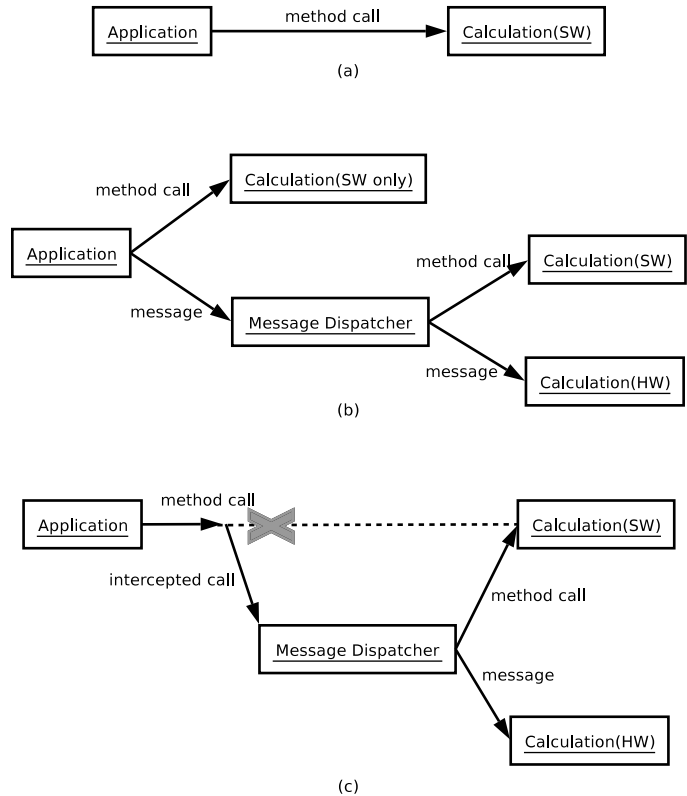 method call
Application
Calculation(SW)
(a)
Calculation(SW only)
method call
Application
Calculation(SW)
method call
message
Message Dispatcher
message
Calculation(HW)
(b)
method call
Application
Calculation(SW)
intercepted call
method call
Message Dispatcher
message
Calculation(HW)
(c)